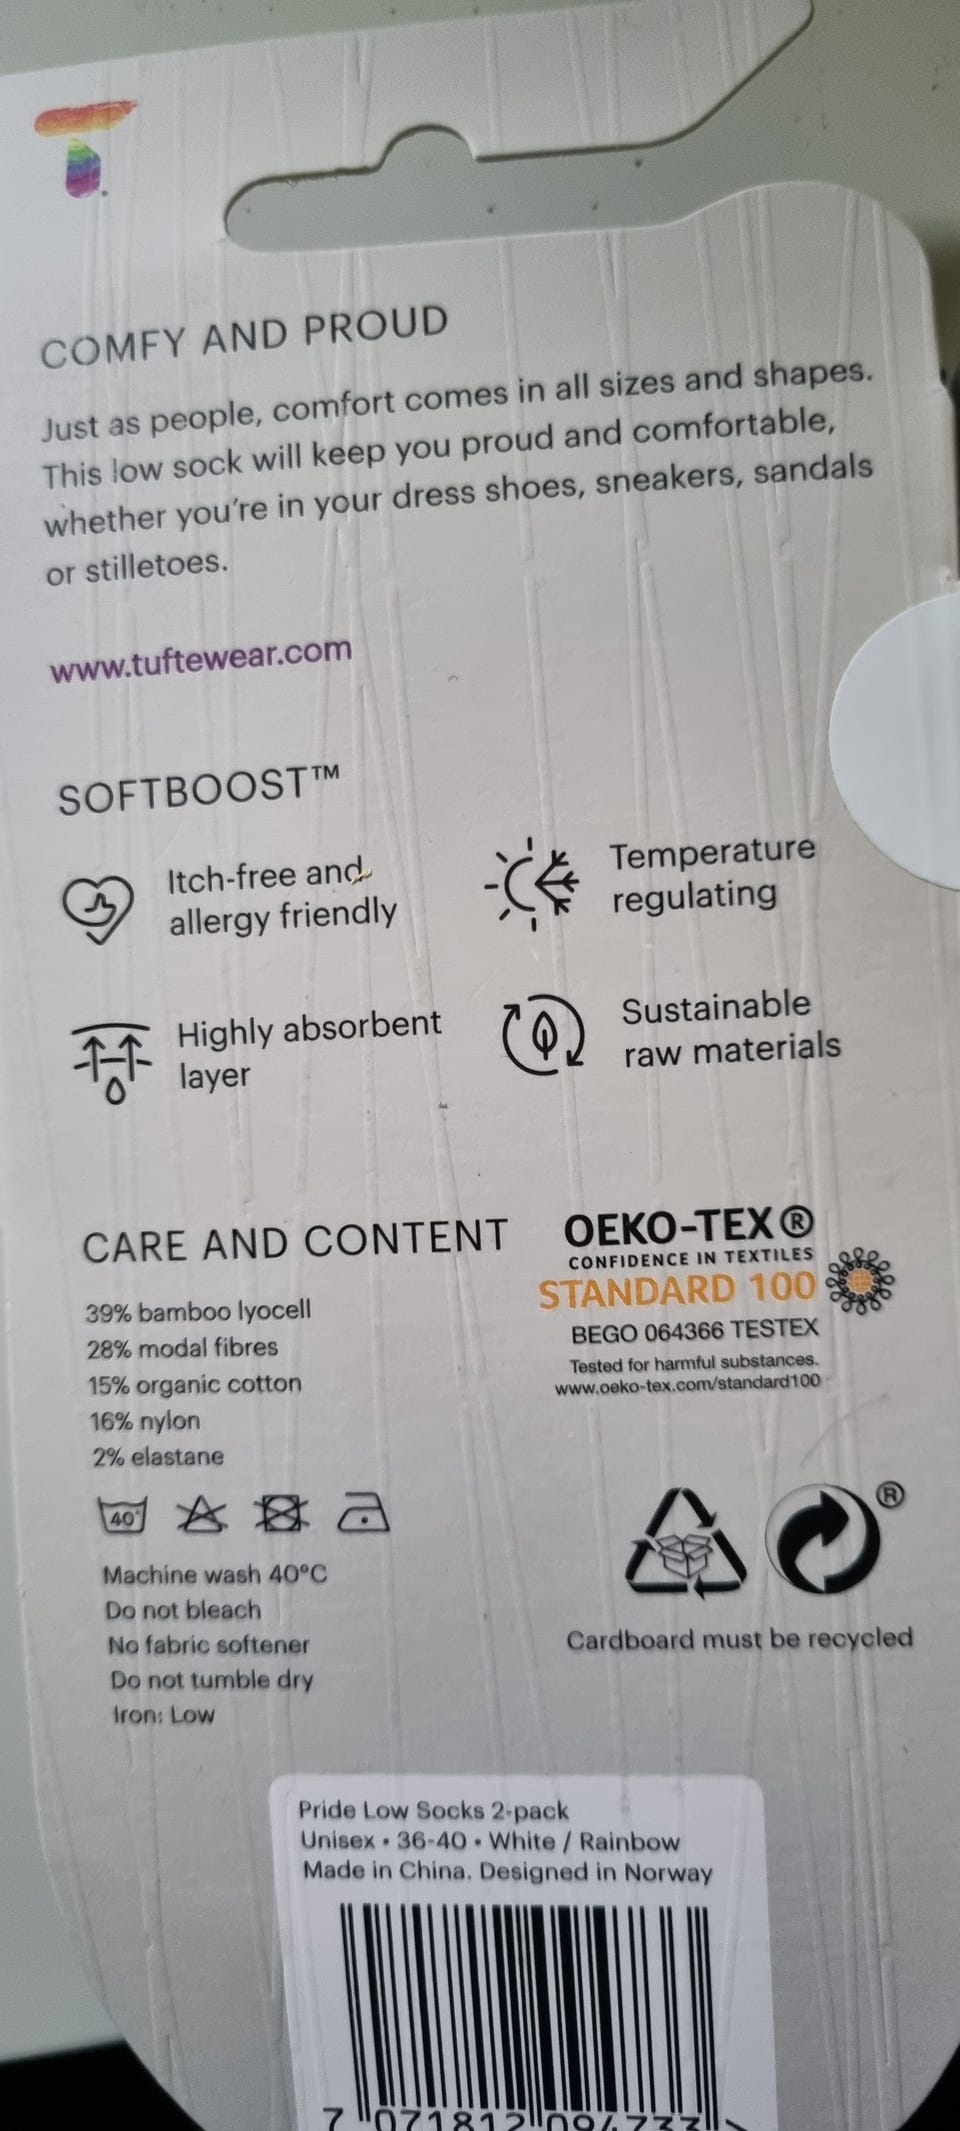 T.
COMFY AND PROUD
Just as people, comfort comes in all sizes and shapes.
This low sock will keep you proud and comfortable,
whether you're in your dress shoes, sneakers, sandals
or stilletoes.
www.tuftewear.com
SOFTBOOST™
Itch-free and
allergy friendly
Temperature
regulating
Highly absorbent
layer
Sustainable
raw materials
CARE AND CONTENT
39% bamboo lyocell
28% modal fibres
15% organic cotton
16% nylon
2% elastane
40°
Machine wash 40°C
Do not bleach
No fabric softener
Do not tumble dry
Iron: Low
OEKO-TEX®
CONFIDENCE IN TEXTILES
STANDARD 100
BEGO 064366 TESTEX
Tested for harmful substances.
www.oeko-tex.com/standard100
®
Cardboard must be recycled
Pride Low Socks 2-pack
Unisex • 36-40 • White / Rainbow
Made in China. Designed in Norway
7 071812 094733 >